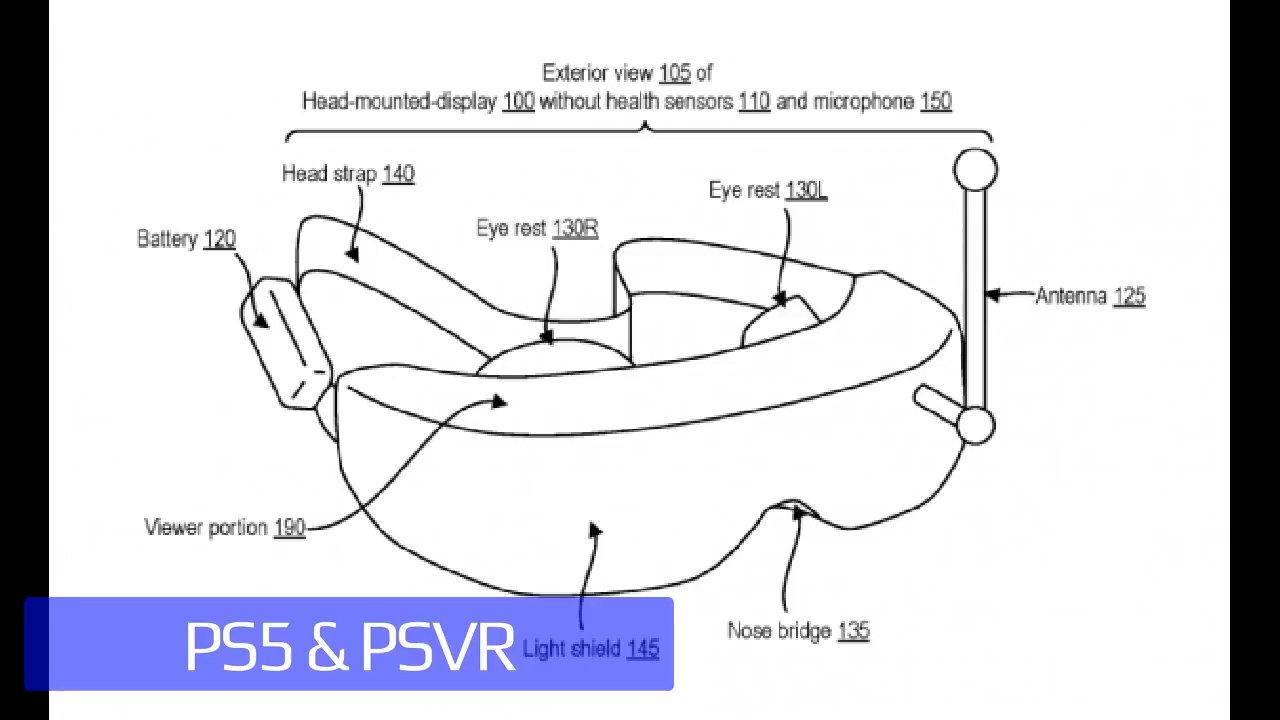 Exterior view 105 of
Head-mounted-display 100 without health sensors 110 and microphone 150
Head strap 140
Eye rest 130L
Eye rest 130R
Battery 120
Antenna 125
Viewer portion 190
Nose bridge 135
Light shield 145
PS5 & PSVR